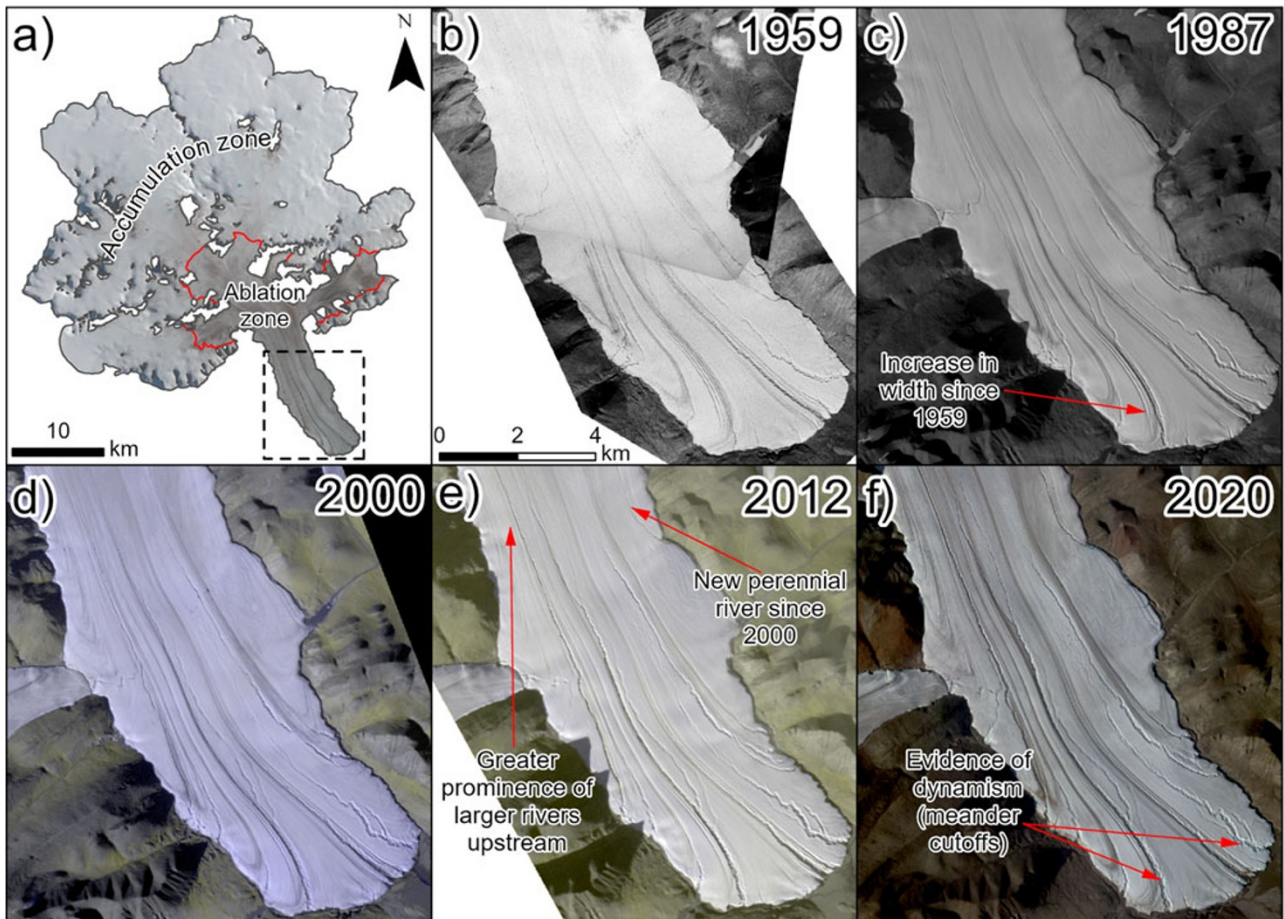 a)
N
Accumulation zone
Ablation
zone
10
km
b)
1959
0
2
4
km
c)
1987
Increase in
width since
1959
d)
2000
e)
2012
New perennial
river since
2000
Greater
prominence of
larger rivers
upstream
f)
2020
Evidence of
dynamism
(meander
cutoffs)